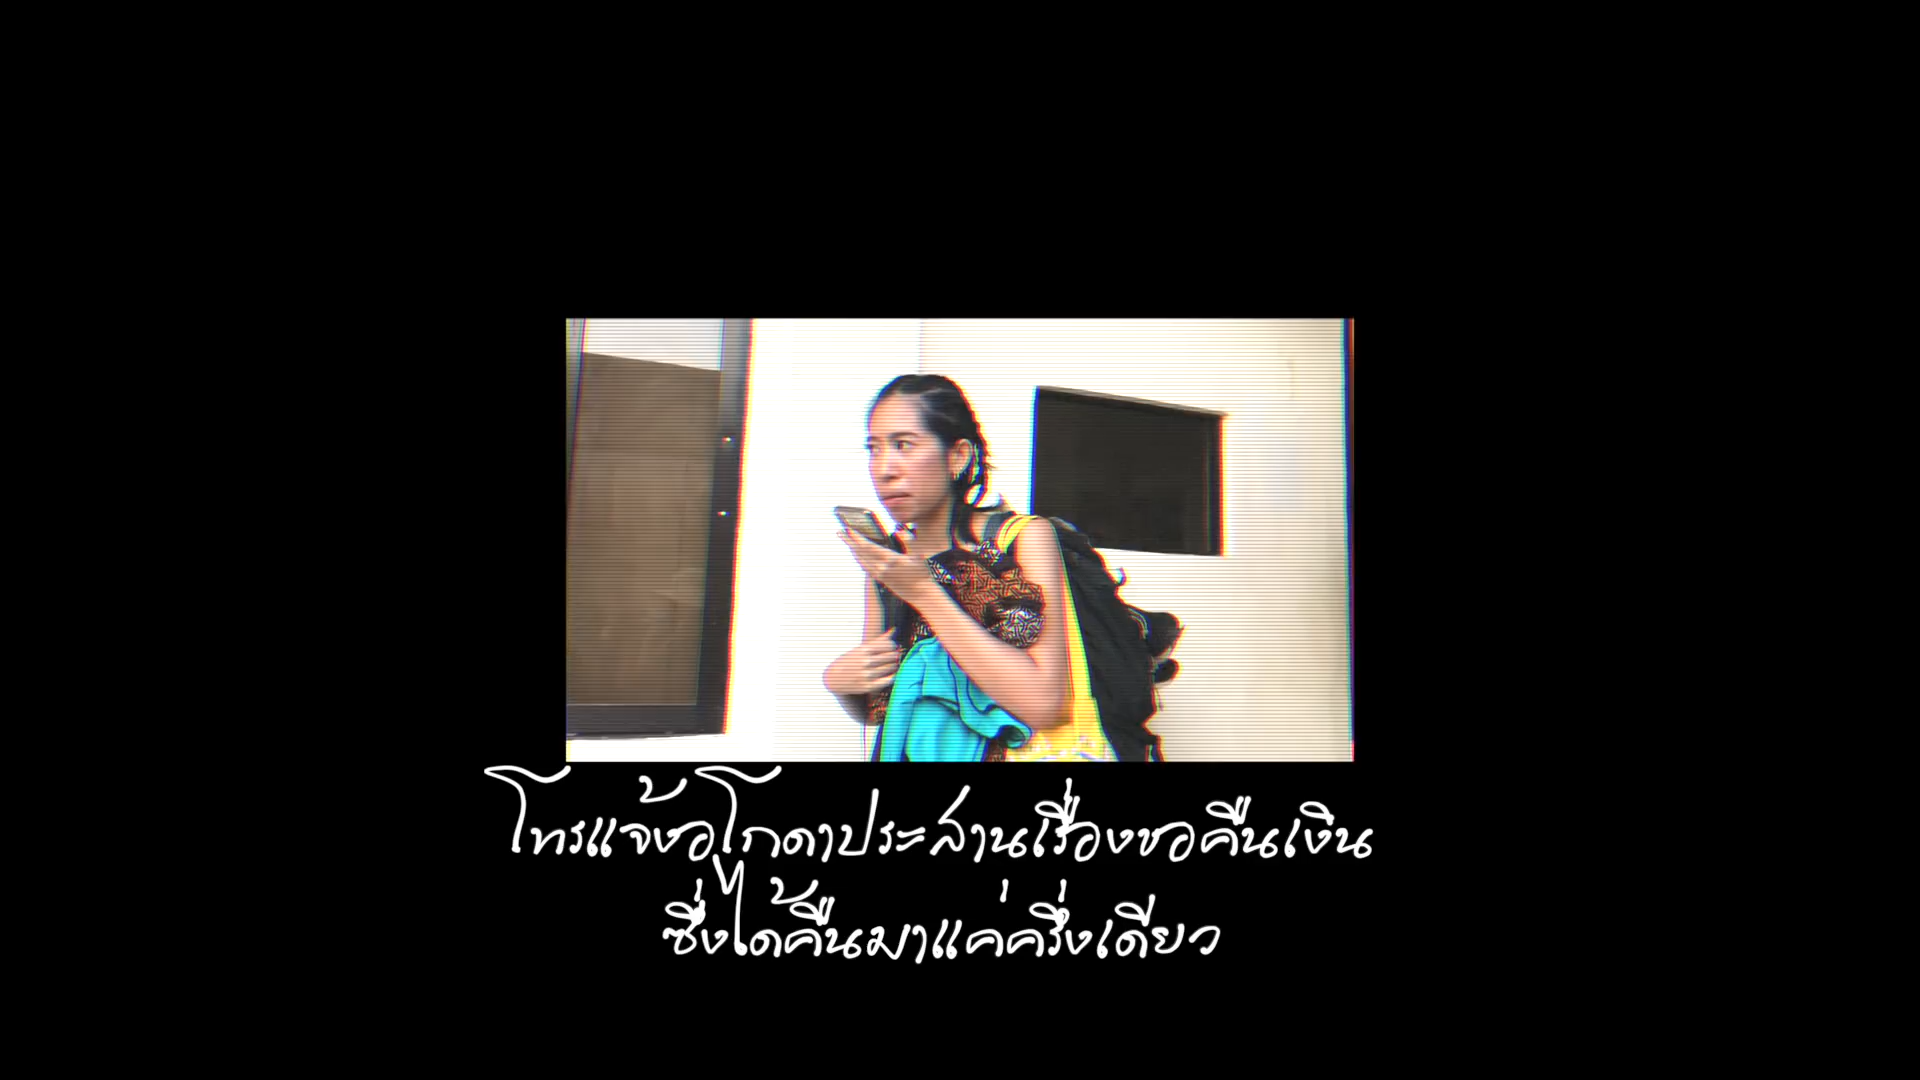 โทรแจ้งอโกดาประสานเรื่องขอคืนเงิน
ซึ่งได้คืนมาแค่ครึ่งเดียว